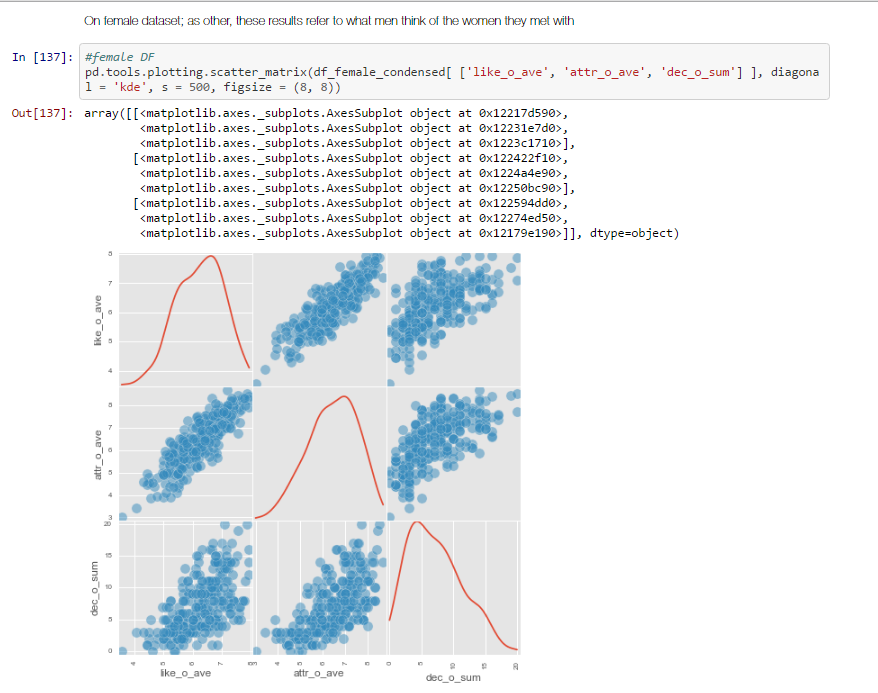 On female dataset; as other, these results refer to what men think of the women they met with
In [137]: #female DF
pd.tools.plotting.scatter_matrix(df_female_condensed[ ['like_o_ave', 'attr_o_ave', 'dec_o_sum'] ], diagona
l = 'kde', s = 500, figsize = (8, 8))
Out[137]: array([[<matplotlib.axes._subplots.AxesSubplot object at 0x12217d590>,
<matplotlib.axes._subplots.AxesSubplot object at 0x12231e7d0>,
<matplotlib.axes._subplots.AxesSubplot object at 0x1223c1710>],
[<matplotlib.axes._subplots.AxesSubplot object at 0x122422f10>,
<matplotlib.axes._subplots.AxesSubplot object at 0x1224a4e90>,
<matplotlib.axes._subplots.AxesSubplot object at 0x12250bc90>],
[<matplotlib.axes._subplots.AxesSubplot object at 0x122594dd0>,
<matplotlib.axes._subplots.AxesSubplot object at 0x12274ed50>,
<matplotlib.axes._subplots.AxesSubplot object at 0x12179e190>]], dtype=object)
8
7
6
5
4
like_o_ave
8
7
6
5
4
3
attr_o_ave
20
15
10
5
0
dec_o_sum
4 5 6 7 8
3 4 5 6 7 8
0 5 10 15 20
like_o_ave
attr_o_ave
dec_o_sum